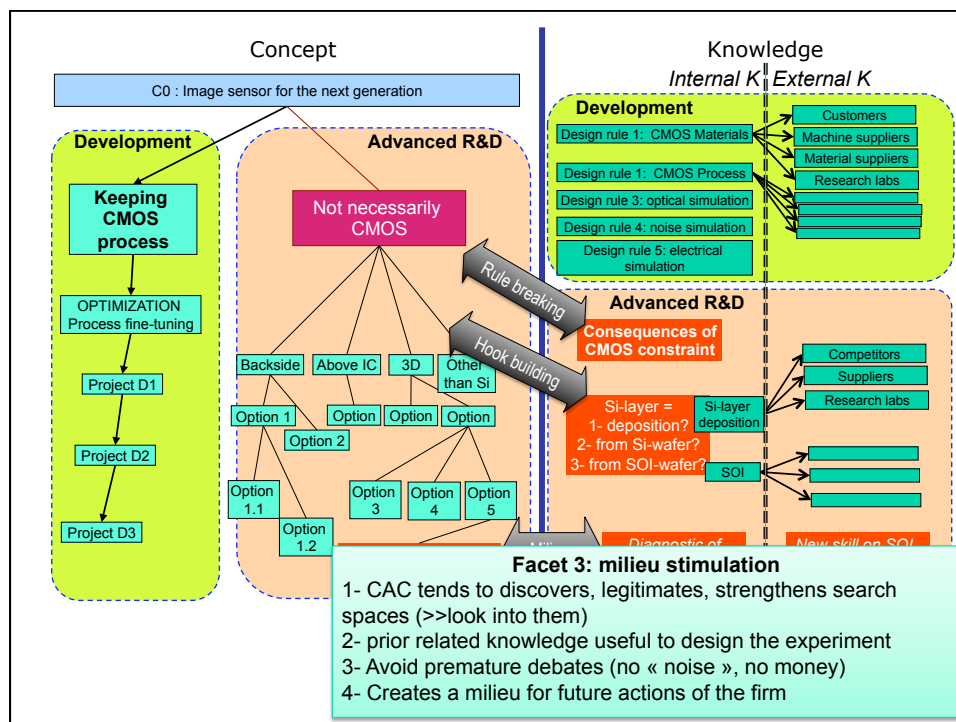 Concept
Knowledge
Internal K
External K
C0 : Image sensor for the next generation
Development
Keeping
CMOS
process
OPTIMIZATION
Process fine-tuning
Project D1
Project D2
Project D3
Advanced R&D
Not necessarily
CMOS
Backside
Above IC
3D
Other
than Si
Option 1
Option 2
Option
Option
Option
Option
1.1
Option
1.2
Option
3
Option
4
Option
5
Rule breaking
Hook building
Development
Design rule 1: CMOS Materials
Design rule 1: CMOS Process
Design rule 3: optical simulation
Design rule 4: noise simulation
Design rule 5: electrical
simulation
Customers
Machine suppliers
Material suppliers
Research labs
Advanced R&D
Consequences of
CMOS constraint
Si-layer =
1- deposition?
2- from Si-wafer?
3- from SOI-wafer?
Si-layer
deposition
SOI
Competitors
Suppliers
Research labs
Diagnostic of
New skill on SOI
Facet 3: milieu stimulation
1- CAC tends to discovers, legitimates, strengthens search
spaces (>>look into them)
2- prior related knowledge useful to design the experiment
3- Avoid premature debates (no « noise », no money)
4- Creates a milieu for future actions of the firm